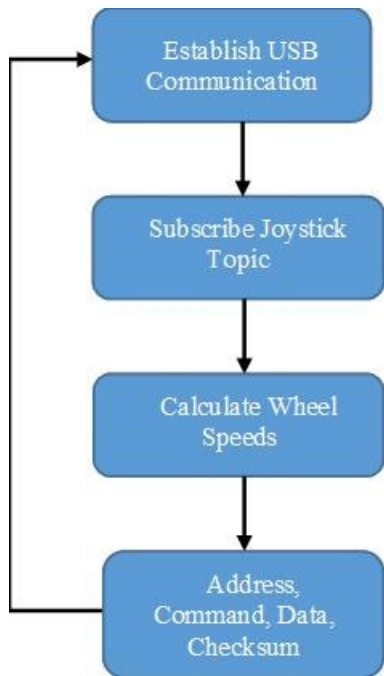 Establish USB
Communication
Subscribe Joystick
Topic
Calculate Wheel
Speeds
Address,
Command, Data,
Checksum